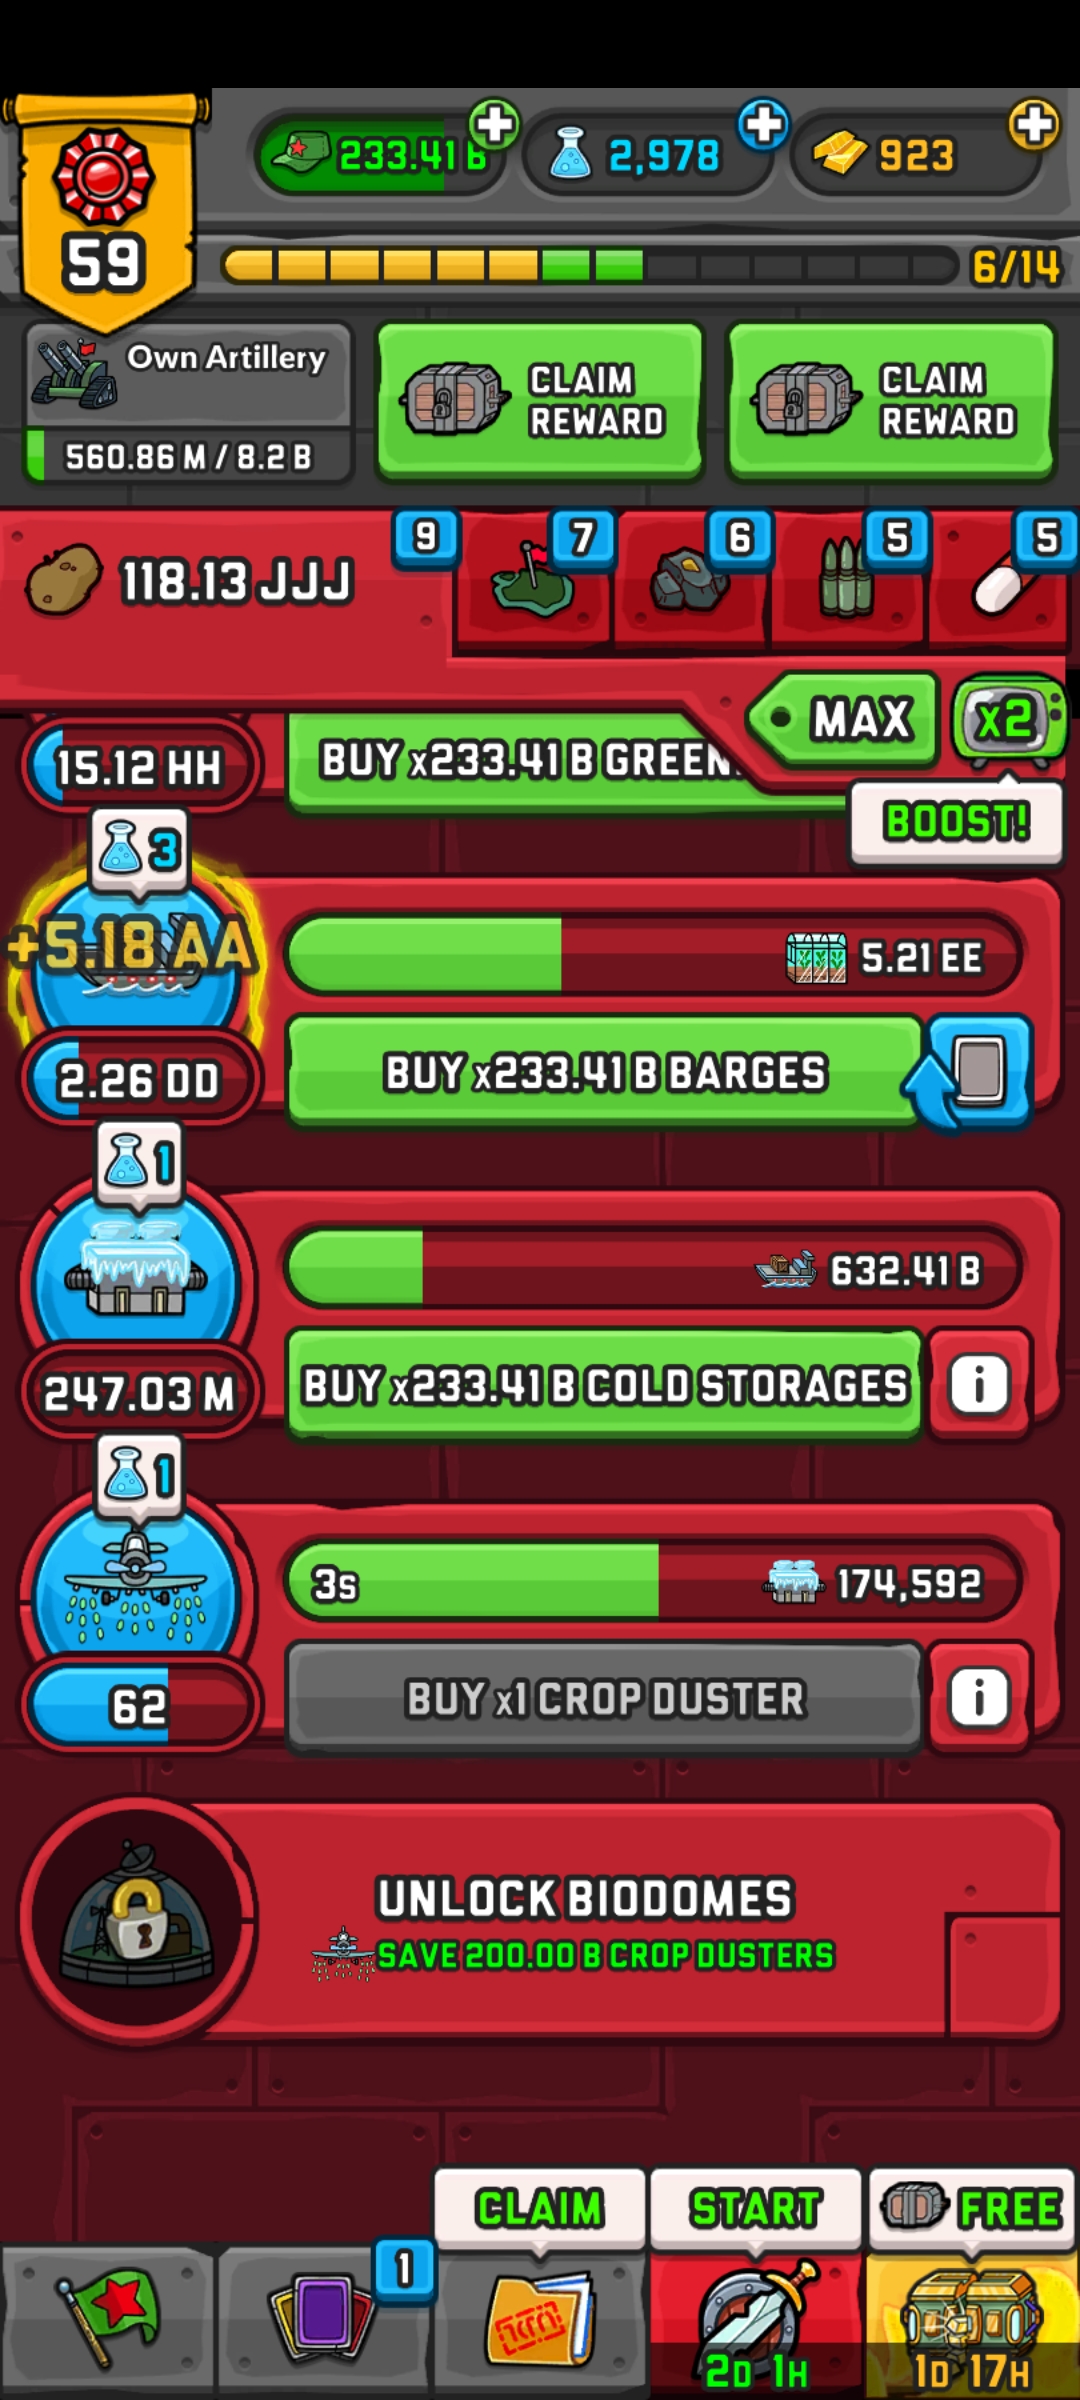 233.41 B
2,978
923
59
6/14
Own Artillery
560.86 M / 8.2 B
CLAIM
REWARD
CLAIM
REWARD
118.13 JJJ
9
7
6
5
5
MAX
x2
BOOST!
15.12 HH
BUY x233.41 B GREEN
3
+5.18 AA
5.21 EE
2.26 DD
BUY x233.41 B BARGES
1
632.41 B
247.03 M
BUY x233.41 B COLD STORAGES
i
1
3s
174,592
62
BUY x1 CROP DUSTER
i
UNLOCK BIODOMES
SAVE 200.00 B CROP DUSTERS
CLAIM
START
FREE
1
2D 1H
1D 17H